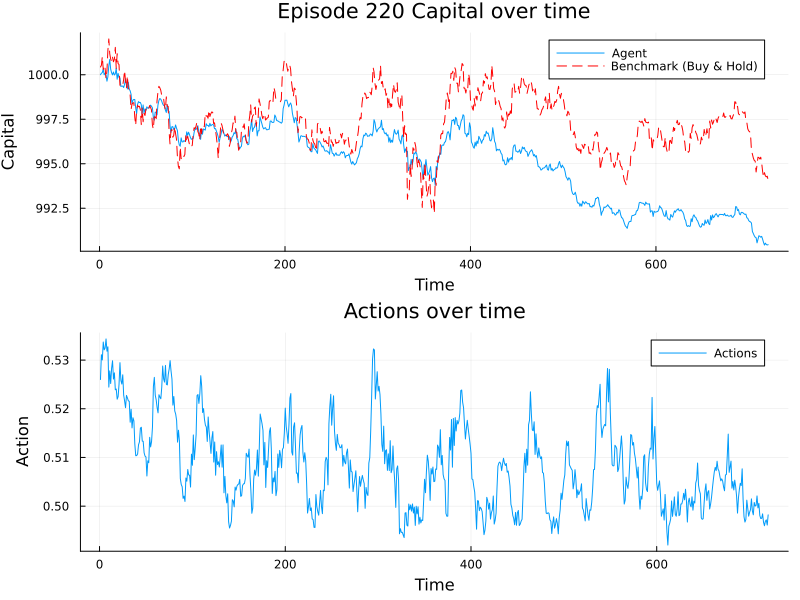 Episode 220 Capital over time
Agent
Benchmark (Buy & Hold)
1000.0
997.5
995.0
992.5
Capital
0 200 400 600
Time
Actions over time
Actions
0.53
0.52
0.51
0.50
Action
0 200 400 600
Time